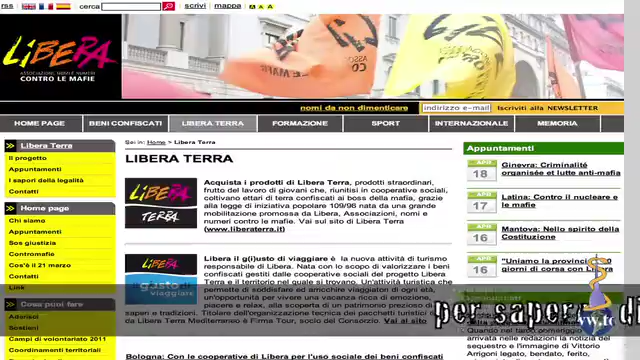 rss
cerca
scrivi
mappa
A A A
LIBERA
ASSOCIAZIONI, NOMI E NUMERI
CONTRO LE MAFIE
nomi da non dimenticare
indirizzo e-mail
Iscriviti alla NEWSLETTER
HOME PAGE
BENI CONFISCATI
LIBERA TERRA
FORMAZIONE
SPORT
INTERNAZIONALE
MEMORIA
Libera Terra
Il progetto
Appuntamenti
I sapori della legalità
Contatti
Home page
Chi siamo
Appuntamenti
Sos giustizia
Contromafie
Cos'è il 21 marzo
Contatti
Link
Cosa puoi fare
Aderisci
Sostieni
Campi di volontariato 2011
Coordinamenti territoriali
Sei in: Home > Libera Terra
LIBERA TERRA
LIBERA
TERRA
Acquista i prodotti di Libera Terra, prodotti straordinari,
frutto del lavoro di giovani che, riunitisi in cooperative sociali,
coltivano ettari di terra confiscati ai boss della mafia, grazie
alla legge di iniziativa popolare 109/96 nata da una grande
mobilitazione promossa da Libera, Associazioni, nomi e
numeri contro le mafie. Vai sul sito di Libera Terra
(www.liberaterra.it)
LIBERA
il gusto di
viaggiare
Libera il g(i)usto di viaggiare è la nuova attività di turismo
responsabile di Libera. Nata con lo scopo di valorizzare i beni
confiscati gestiti dalle cooperative sociali del progetto Libera
Terra e il territorio nel quale si trovano. Un'attività turistica che
permette di soddisfare ed arricchire viaggiatori di ogni età,
un'opportunità per vivere una vacanza ricca di emozione,
piacere e relax, alla scoperta di un patrimonio prezioso di
saperi e tradizioni. Titolare dell'organizzazione tecnica dei pacchetti turistici
da Libera Terra Mediterraneo è Firma Tour, socio del Consorzio. Vai al sito
Bologna: Con le cooperative di Libera per l'uso sociale dei beni confiscati
Appuntamenti
APR
18
Ginevra: Criminalità
organisée et lutte anti-mafia
APR
17
Latina: Contro il nucleare e
le mafie
APR
16
Mantova: Nello spirito della
Costituzione
APR
16
"Uniamo la provincia
giorni di corsa con Libera
Quando nel tardo pomeriggio
arrivate nelle redazioni la notizia del
sequestro e l'immagine di Vittorio
Arrigoni legato, bendato, ferito,
per saperne di